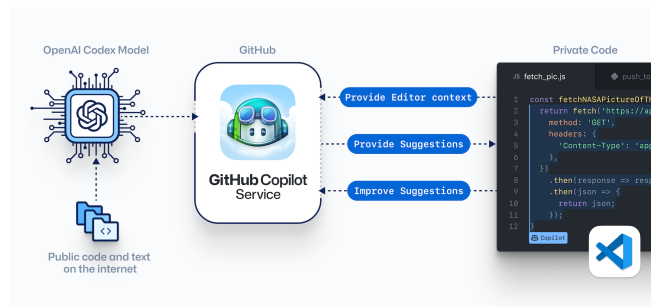 OpenAI Codex Model
GitHub
Private Code
Provide Editor context
Provide Suggestions
Improve Suggestions
GitHub Copilot
Service
Public code and text
on the internet
JS fetch_pic.js
push_to
1 const fetchNASAPictureOfTh
2 return fetch('https://ap
3 method: 'GET',
4 headers: {
5 'Content-Type': 'app
6 },
7 })
8 .then(response => resp
9 .then(json => {
10 return json;
11 });
12 }
Copilot